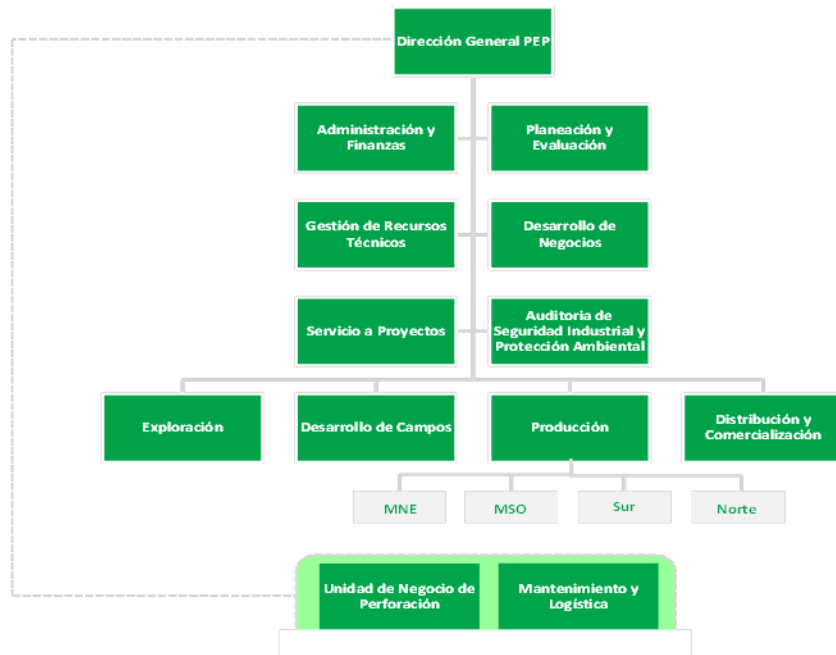 Dirección General PEP
Administración y
Finanzas
Planeación y
Evaluación
Gestión de Recursos
Técnicos
Desarrollo de
Negocios
Servicio a Proyectos
Auditoria de
Seguridad Industrial y
Protección Ambiental
Exploración
Desarrollo de Campos
Producción
Distribución y
Comercialización
MNE
MSO
Sur
Norte
Unidad de Negocio de
Perforación
Mantenimiento y
Logística